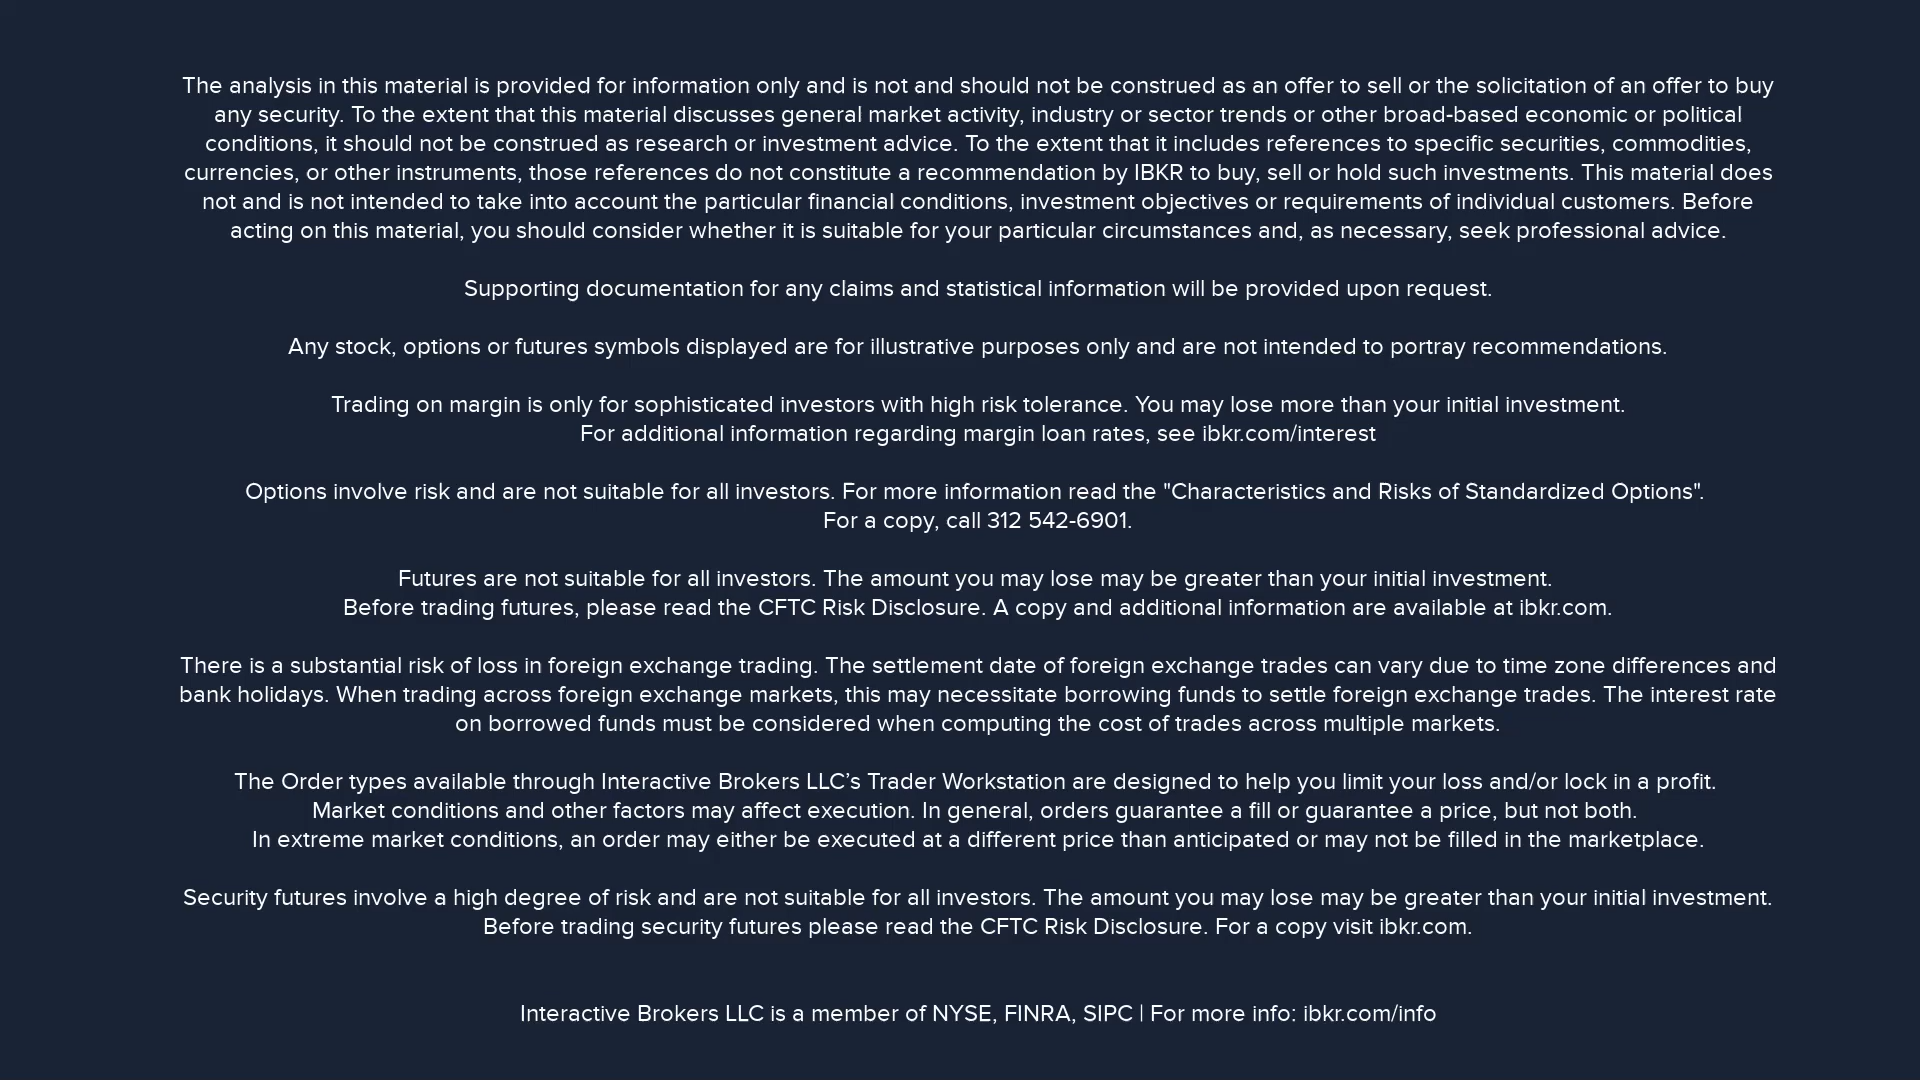 The analysis in this material is provided for information only and is not and should not be construed as an offer to sell or the solicitation of an offer to buy
any security. To the extent that this material discusses general market activity, industry or sector trends or other broad-based economic or political
conditions, it should not be construed as research or investment advice. To the extent that it includes references to specific securities, commodities,
currencies, or other instruments, those references do not constitute a recommendation by IBKR to buy, sell or hold such investments. This material does
not and is not intended to take into account the particular financial conditions, investment objectives or requirements of individual customers. Before
acting on this material, you should consider whether it is suitable for your particular circumstances and, as necessary, seek professional advice.
Supporting documentation for any claims and statistical information will be provided upon request.
Any stock, options or futures symbols displayed are for illustrative purposes only and are not intended to portray recommendations.
Trading on margin is only for sophisticated investors with high risk tolerance. You may lose more than your initial investment.
For additional information regarding margin loan rates, see ibkr.com/interest
Options involve risk and are not suitable for all investors. For more information read the "Characteristics and Risks of Standardized Options".
For a copy, call 312 542-6901.
Futures are not suitable for all investors. The amount you may lose may be greater than your initial investment.
Before trading futures, please read the CFTC Risk Disclosure. A copy and additional information are available at ibkr.com.
There is a substantial risk of loss in foreign exchange trading. The settlement date of foreign exchange trades can vary due to time zone differences and
bank holidays. When trading across foreign exchange markets, this may necessitate borrowing funds to settle foreign exchange trades. The interest rate
on borrowed funds must be considered when computing the cost of trades across multiple markets.
The Order types available through Interactive Brokers LLC’s Trader Workstation are designed to help you limit your loss and/or lock in a profit.
Market conditions and other factors may affect execution. In general, orders guarantee a fill or guarantee a price, but not both.
In extreme market conditions, an order may either be executed at a different price than anticipated or may not be filled in the marketplace.
Security futures involve a high degree of risk and are not suitable for all investors. The amount you may lose may be greater than your initial investment.
Before trading security futures please read the CFTC Risk Disclosure. For a copy visit ibkr.com.
Interactive Brokers LLC is a member of NYSE, FINRA, SIPC | For more info: ibkr.com/info